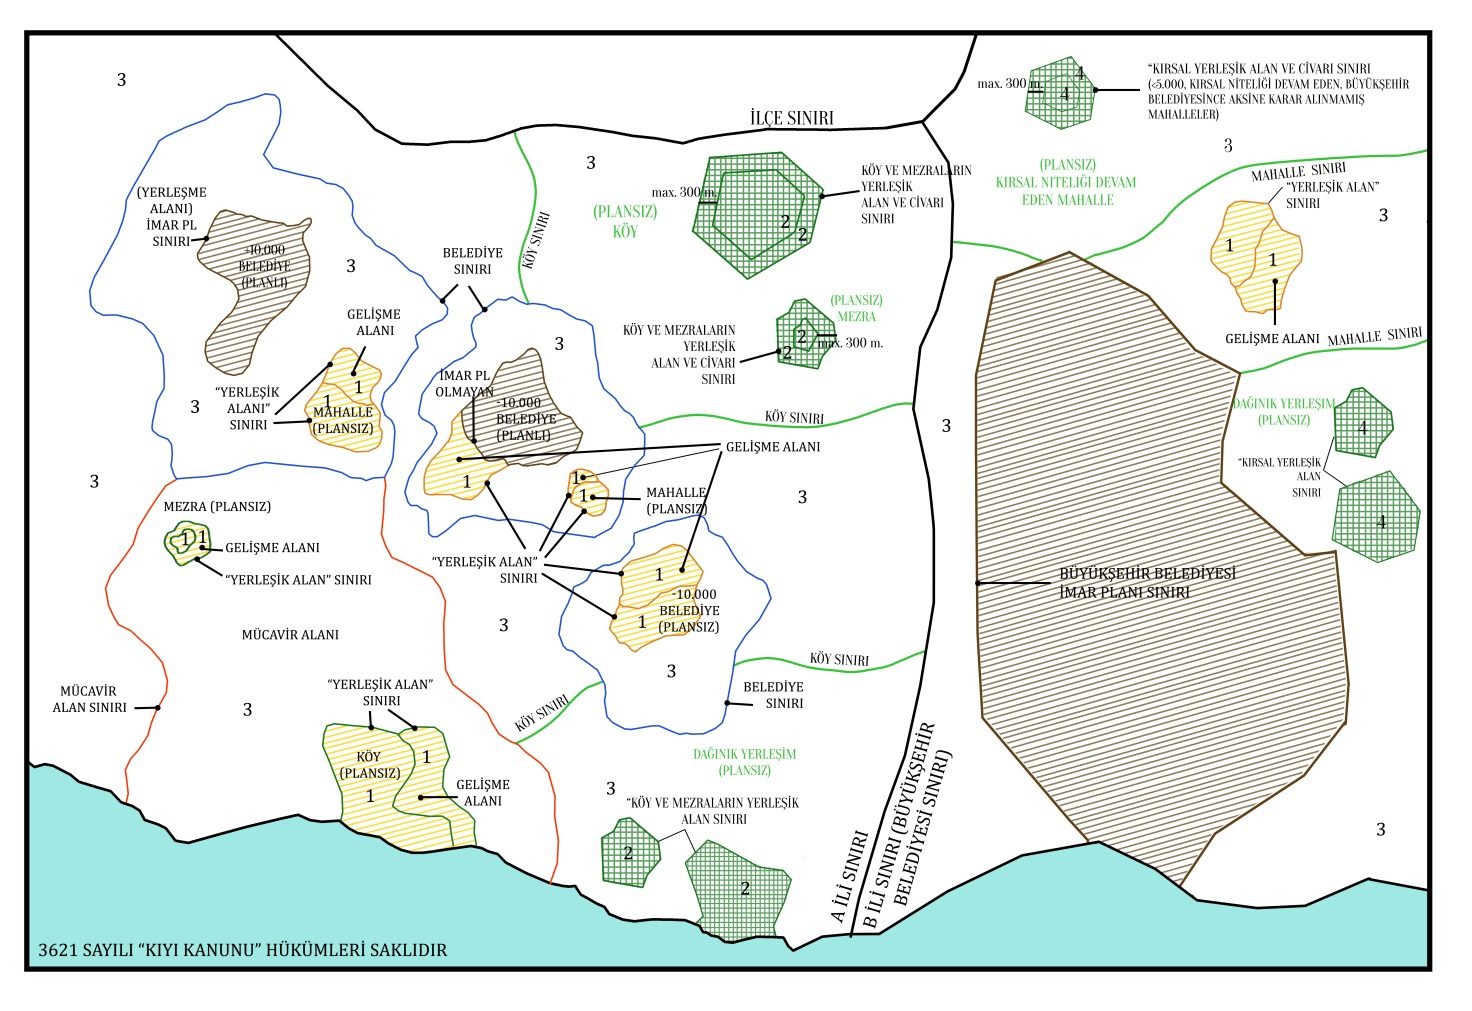 3
İLÇE SINIRI
max. 300 m.
4
4
"KIRSAL YERLEŞİK ALAN VE CİVARI SINIRI
(<5.000, KIRSAL NİTELİĞİ DEVAM EDEN, BÜYÜKŞEHİR
BELEDİYESİNCE AKSİNE KARAR ALINMAMIŞ
MAHALLELER)
3
3
(PLANSIZ)
KIRSAL NİTELİĞİ DEVAM
EDEN MAHALLE
MAHALLE SINIRI
"YERLEŞİK ALAN"
SINIRI
3
1
1
GELİŞME ALANI
MAHALLE SINIRI
(YERLEŞME
ALANI)
İMAR PL
SINIRI
-10.000
BELEDİYE
(PLANLI)
3
BELEDİYE
SINIRI
KÖY SINIRI
(PLANSIZ)
KÖY
max. 300 m.
2
2
KÖY VE MEZRALARIN
YERLEŞİK
ALAN VE CİVARI
SINIRI
GELİŞME
ALANI
"YERLEŞİK
ALANI"
SINIRI
3
1
1
MAHALLE
(PLANSIZ)
3
İMAR PL
OLMAYAN
-10.000
BELEDİYE
(PLANLI)
1
KÖY VE MEZRALARIN
YERLEŞİK
ALAN VE CİVARI
SINIRI
(PLANSIZ)
MEZRA
2
2
max. 300 m.
KÖY SINIRI
GELİŞME ALANI
3
DAĞINIK YERLEŞIM
(PLANSIZ)
4
"KIRSAL YERLEŞİK
ALAN
SINIRI
4
3
MEZRA (PLANSIZ)
1
1
GELİŞME ALANI
"YERLEŞİK ALAN" SINIRI
1
1
MAHALLE
(PLANSIZ)
3
"YERLEŞİK ALAN"
SINIRI
1
-10.000
BELEDİYE
(PLANSIZ)
1
3
BÜYÜKŞEHİR BELEDİYESİ
İMAR PLANI SINIRI
MÜCAVİR ALANI
3
KÖY SINIRI
MÜCAVİR
ALAN SINIRI
3
"YERLEŞİK ALAN"
SINIRI
KÖY SINIRI
BELEDİYE
SINIRI
KÖY
(PLANSIZ)
1
1
GELİŞME
ALANI
DAĞINIK YERLEŞİM
(PLANSIZ)
3
"KÖY VE MEZRALARIN YERLEŞİK
ALAN SINIRI
2
2
A İLİ SINIRI
B İLİ SINIRI (BÜYÜKŞEHİR
BELEDİYESİ SINIRI)
3
3621 SAYILI "KIYI KANUNU" HÜKÜMLERİ SAKLIDIR